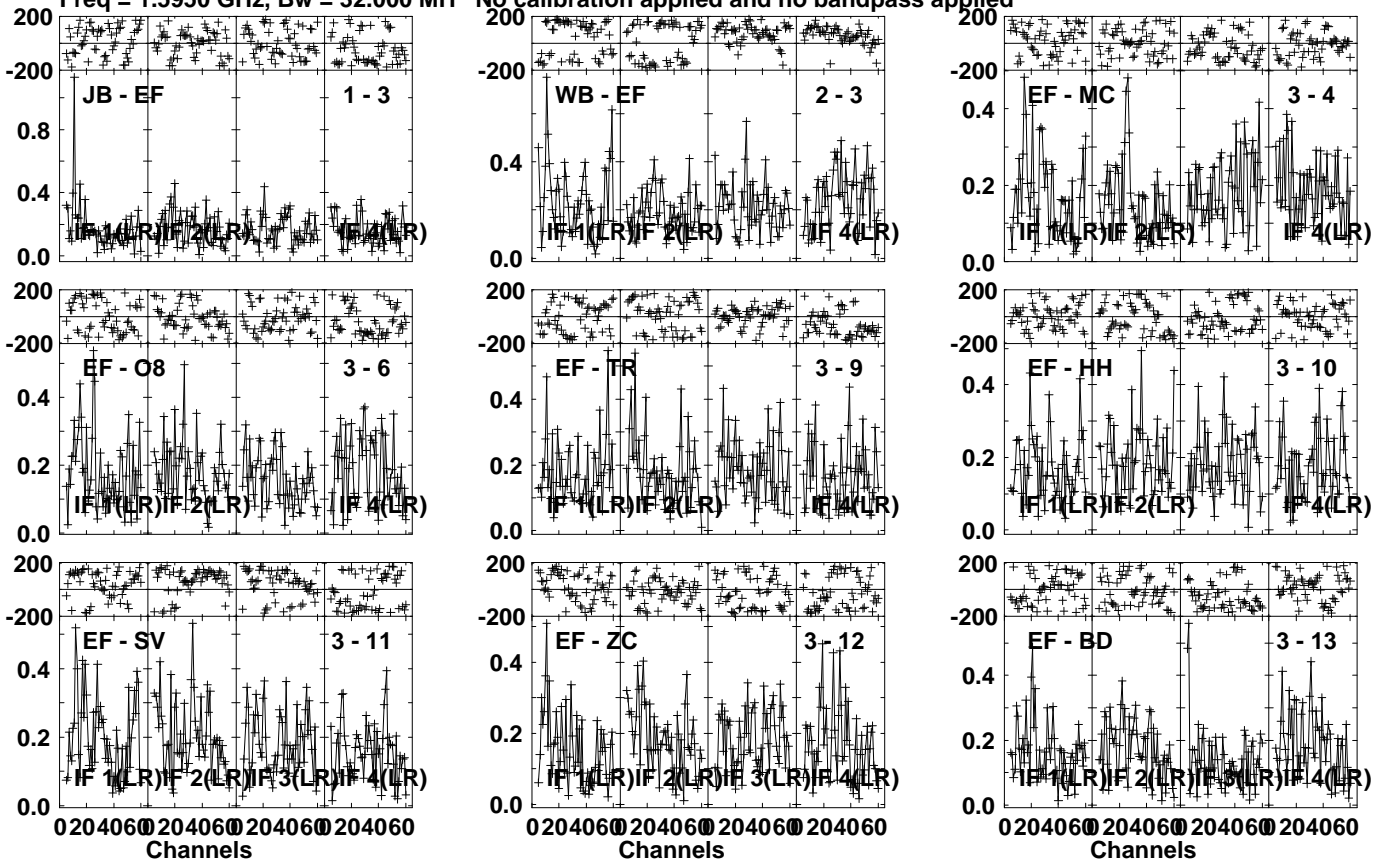 Freq = 1.5950 GHz, Bw = 32.000 MH No calibration applied and no bandpass applied
200 200 200
-200 -200 -200
JB - EF 1 - 3 WB - EF 2 - 3 EF - MC 3 - 4
0.8 0.4 0.4
0.4 0.2
IF 1(LR) IF 2(LR) IF 4(LR) IF 1(LR) IF 2(LR) IF 4(LR) IF 1(LR) IF 2(LR) IF 4(LR)
0.0 0.0 0.0
200 200 200
-200 -200 -200
EF - O8 3 - 6 EF - TR 3 - 9 EF - HH 3 - 10
0.4 0.4 0.4
0.2 0.2 0.2
IF 1(LR) IF 2(LR) IF 4(LR) IF 1(LR) IF 2(LR) IF 4(LR) IF 1(LR) IF 2(LR) IF 4(LR)
0.0 0.0 0.0
200 200 200
-200 -200 -200
EF - SV 3 - 11 EF - ZC 3 - 12 EF - BD 3 - 13
0.4 0.4 0.4
0.2 0.2 0.2
IF 1(LR) IF 2(LR) IF 3(LR) IF 4(LR) IF 1(LR) IF 2(LR) IF 3(LR) IF 4(LR) IF 1(LR) IF 2(LR) IF 3(LR) IF 4(LR)
0.0 0.0 0.0
0 20 40 60 0 20 40 60 0 20 40 60 0 20 40 60 0 20 40 60 0 20 40 60 0 20 40 60 0 20 40 60 0 20 40 60 0 20 40 60 0 20 40 60 0 20 40 60
Channels Channels Channels